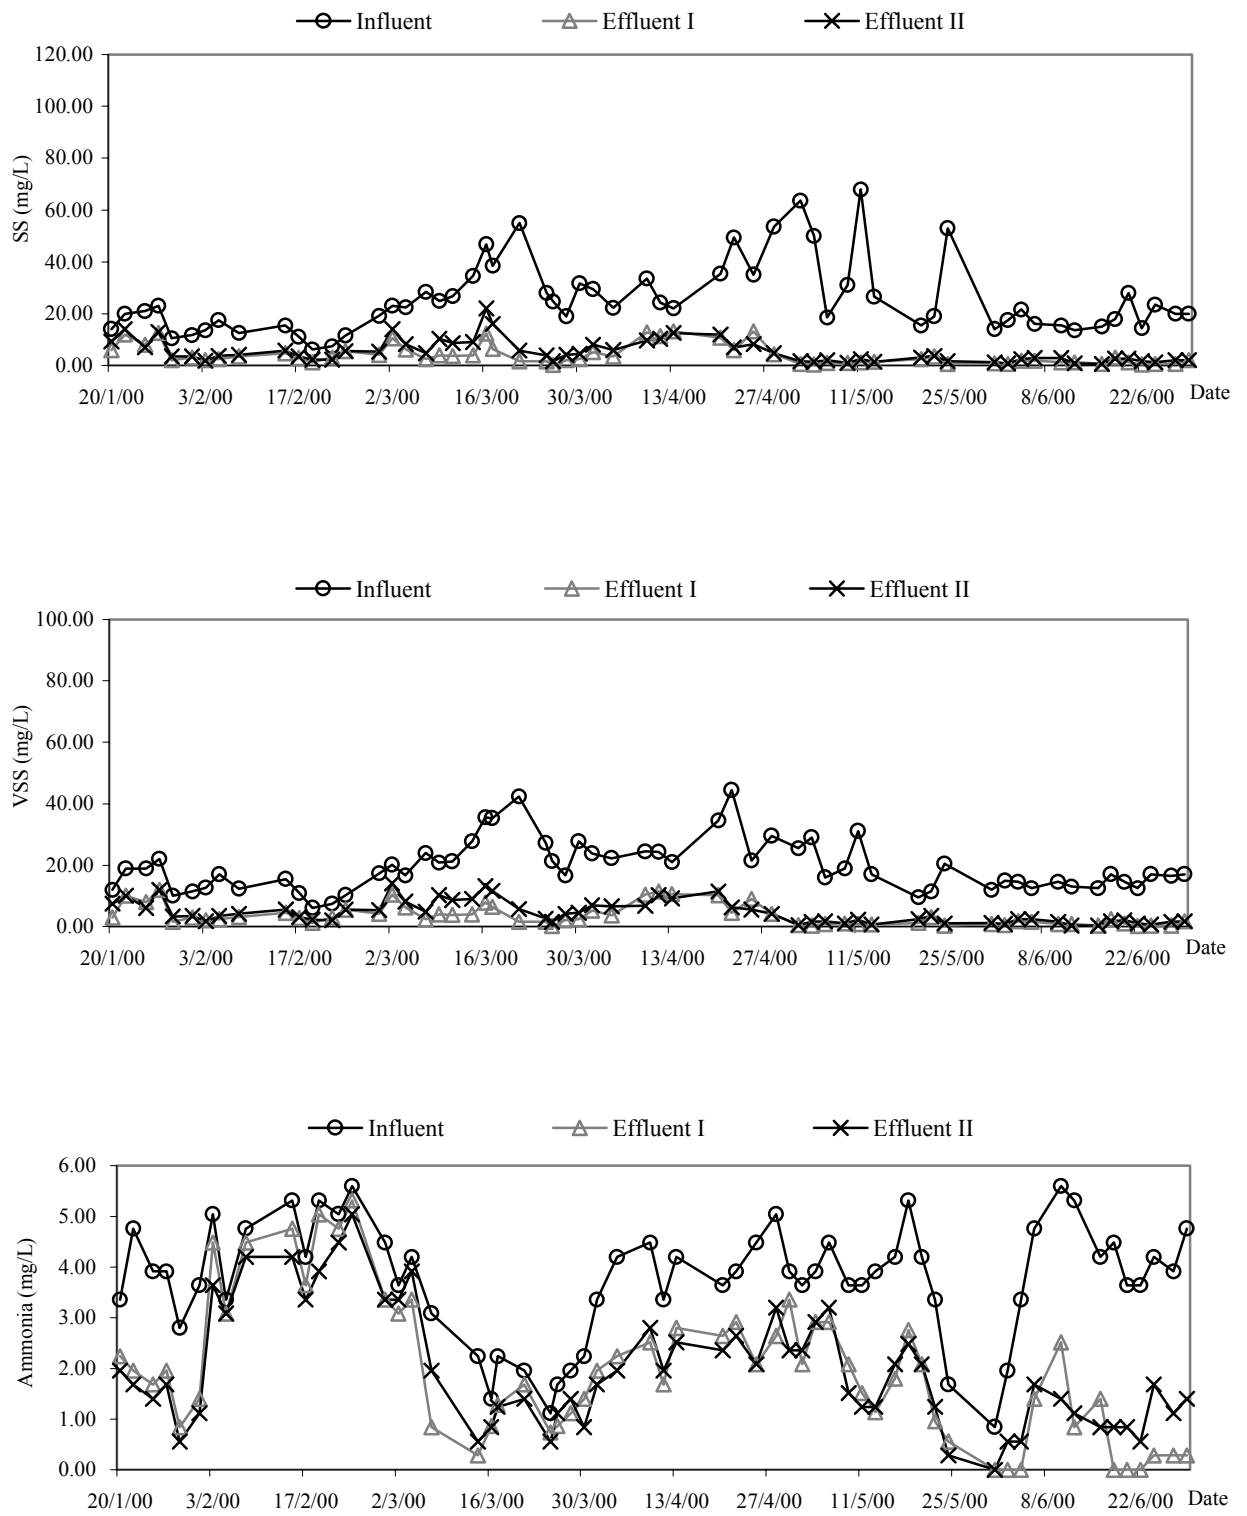 Influent Effluent I Effluent II
120.00
100.00
80.00
60.00
40.00
20.00
0.00
SS (mg/L)
20/1/00 3/2/00 17/2/00 2/3/00 16/3/00 30/3/00 13/4/00 27/4/00 11/5/00 25/5/00 8/6/00 22/6/00 Date
Influent Effluent I Effluent II
100.00
80.00
60.00
40.00
20.00
0.00
VSS (mg/L)
20/1/00 3/2/00 17/2/00 2/3/00 16/3/00 30/3/00 13/4/00 27/4/00 11/5/00 25/5/00 8/6/00 22/6/00 Date
Influent Effluent I Effluent II
6.00
5.00
4.00
3.00
2.00
1.00
0.00
Ammonia (mg/L)
20/1/00 3/2/00 17/2/00 2/3/00 16/3/00 30/3/00 13/4/00 27/4/00 11/5/00 25/5/00 8/6/00 22/6/00 Date